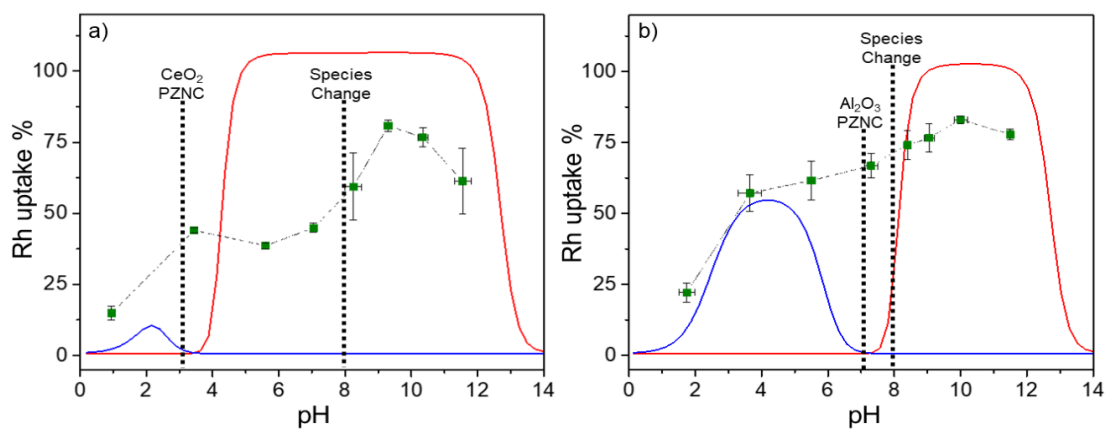 a)
CeO₂
PZNC
Species
Change
Rh uptake %
100
75
50
25
0
0 2 4 6 8 10 12 14
pH
b)
Species
Change
Al₂O₃
PZNC
Rh uptake %
100
75
50
25
0
0 2 4 6 8 10 12 14
pH